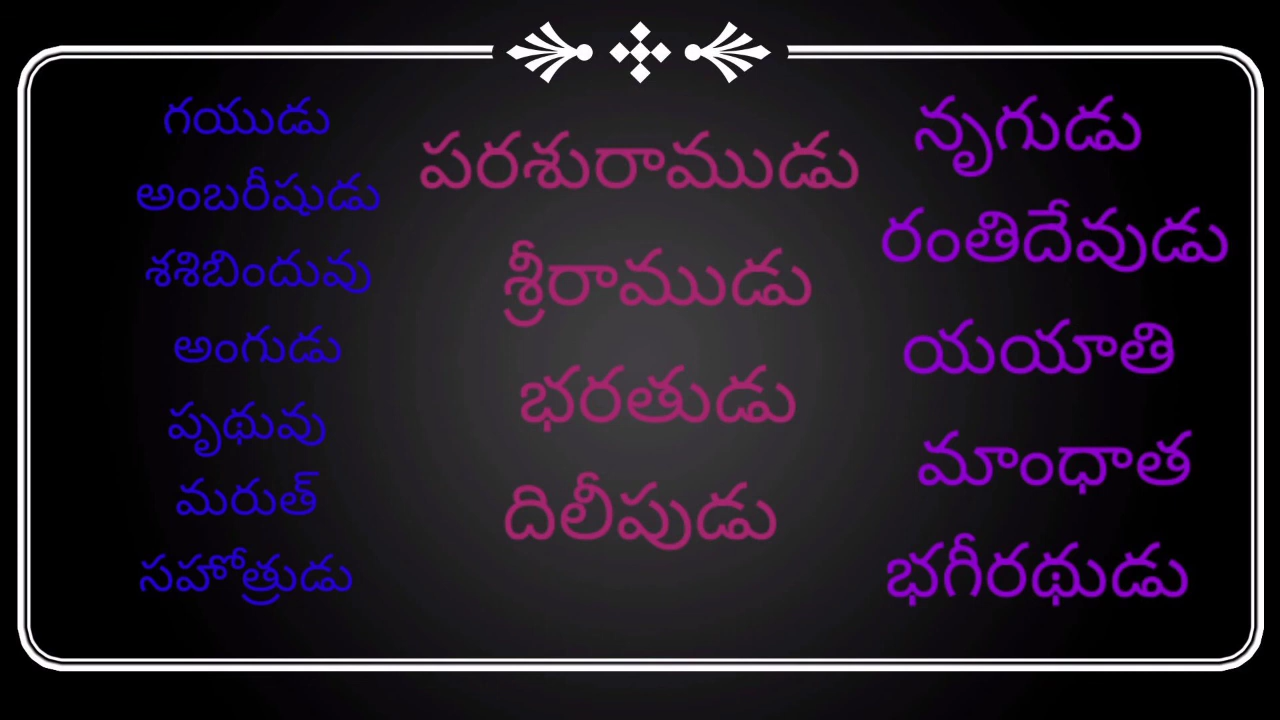 గయుడు
అంబరీషుడు
శశిబిందువు
అంగుడు
పృథువు
మరుత్
సహోత్రుడు
పరశురాముడు
శ్రీరాముడు
భరతుడు
దిలీపుడు
నృగుడు
రంతిదేవుడు
యయాతి
మాంధాత
భగీరథుడు